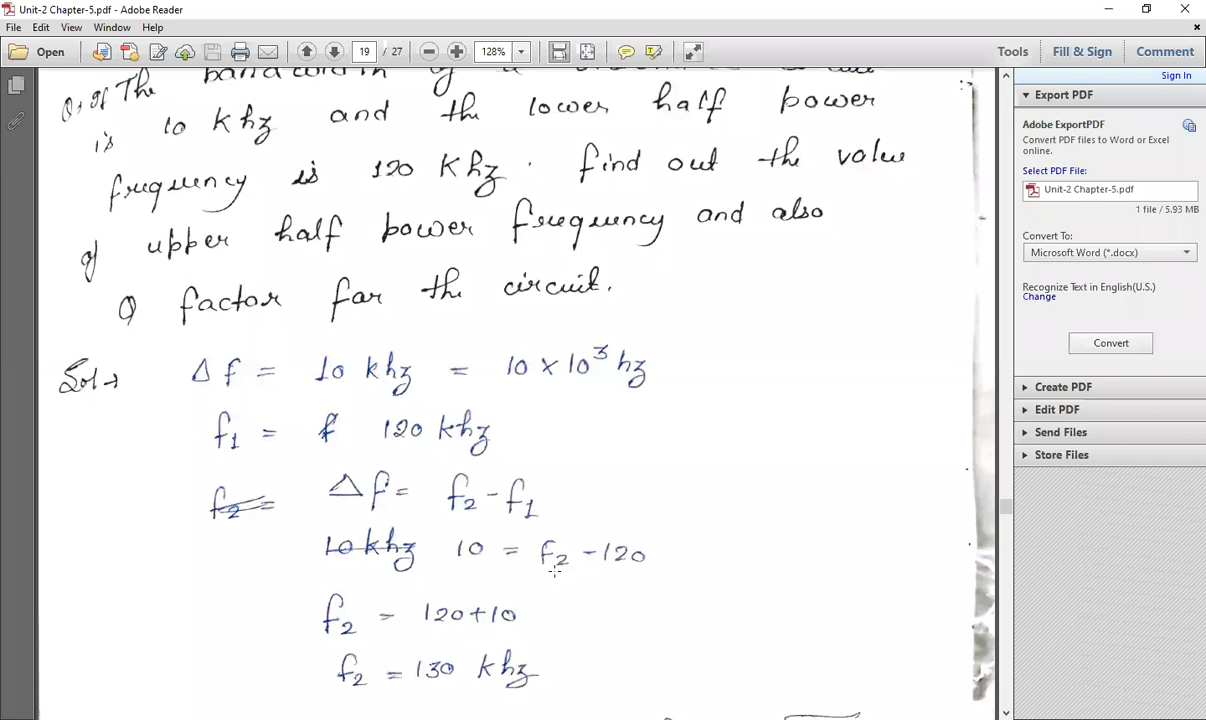 Unit-2 Chapter-5.pdf - Adobe Reader
File Edit View Window Help
Open 19 / 27 128% Tools Fill & Sign Comment
Sign In
Export PDF
Adobe ExportPDF
Convert PDF files to Word or Excel
online.
Select PDF File:
Unit-2 Chapter-5.pdf
1 file / 5.93 MB
Convert To:
Microsoft Word (*.docx)
Recognize Text in English(U.S.)
Change
Convert
Create PDF
Edit PDF
Send Files
Store Files
Q, If The bandwidth of a
is 10 khz and the lower half power
frequency is 120 Khz. find out the value
of upper half power frequency and also
Q factor for the circuit.
Sol→ Δf = 10 khz = 10 × 10³ hz
f₁ = f 120 khz
f₂ = Δf = f₂ - f₁
10 khz 10 = f₂ - 120
f₂ = 120+10
f₂ = 130 khz